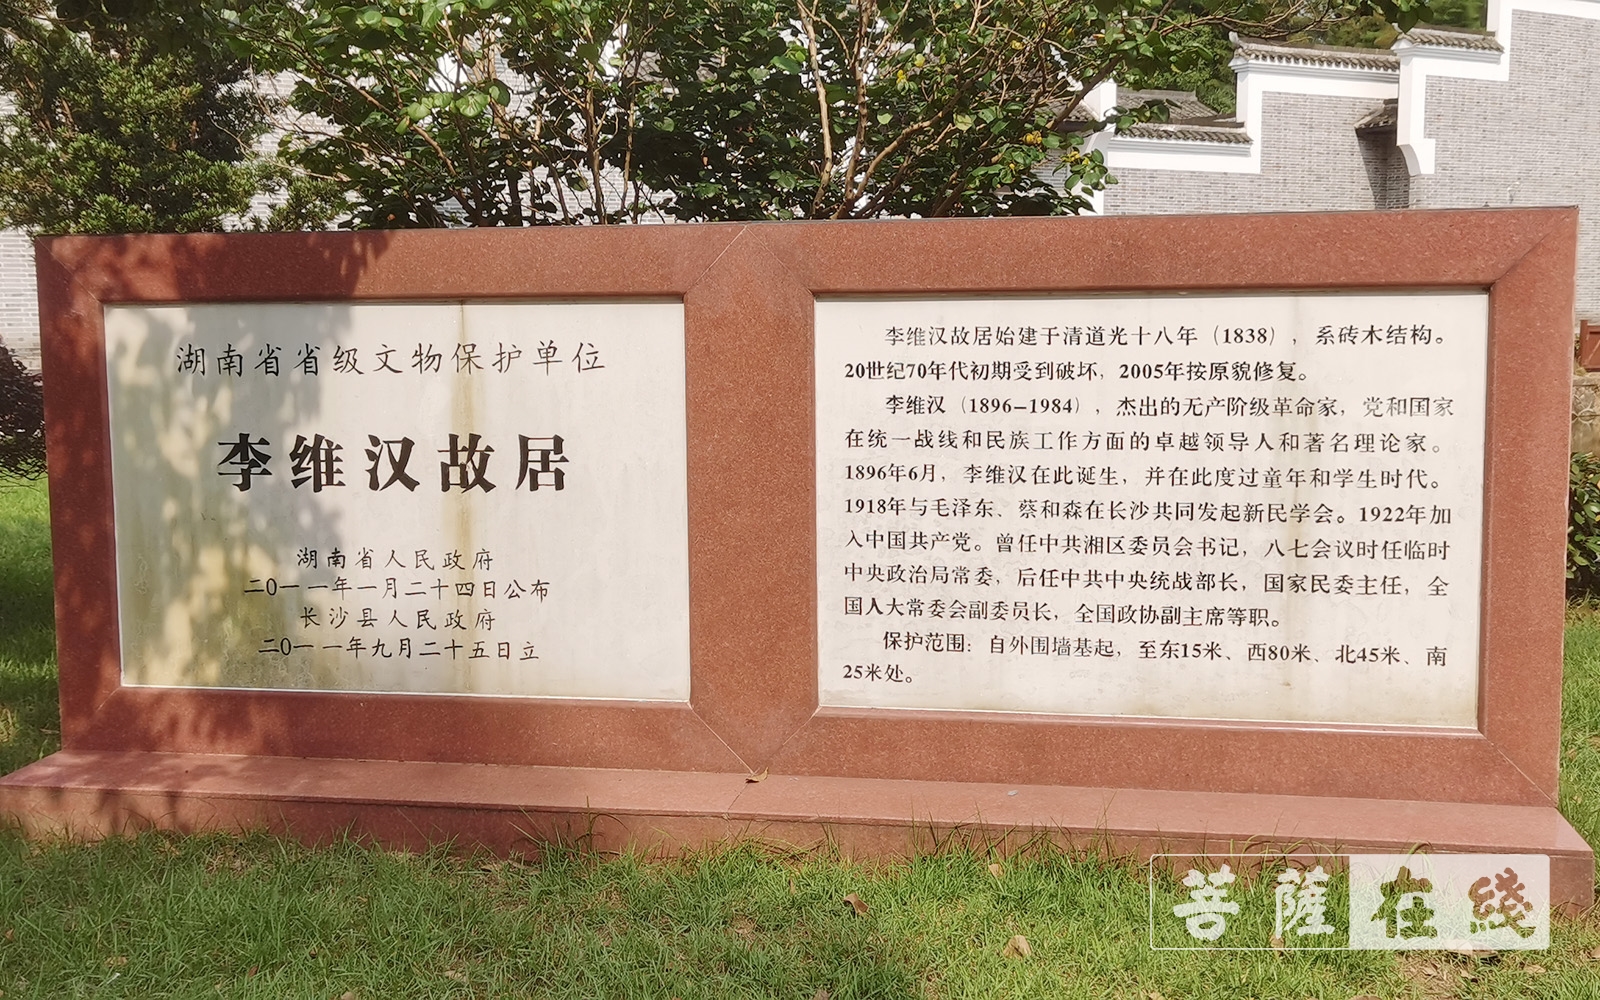 湖南省省级文物保护单位
李维汉故居
湖南省人民政府
二〇一一年一月二十四日公布
长沙县人民政府
二〇一一年九月二十五日立
李维汉故居始建于清道光十八年（1838），系砖木结构。
20世纪70年代初期受到破坏，2005年按原貌修复。
李维汉（1896–1984），杰出的无产阶级革命家，党和国家
在统一战线和民族工作方面的卓越领导人和著名理论家。
1896年6月，李维汉在此诞生，并在此度过童年和学生时代。
1918年与毛泽东、蔡和森在长沙共同发起新民学会。1922年加
入中国共产党。曾任中共湘区委员会书记，八七会议时任临时
中央政治局常委，后任中共中央统战部长，国家民委主任，全
国人大常委会副委员长，全国政协副主席等职。
保护范围：自外围墙基起，至东15米、西80米、北45米、南
25米处。
菩薩在线